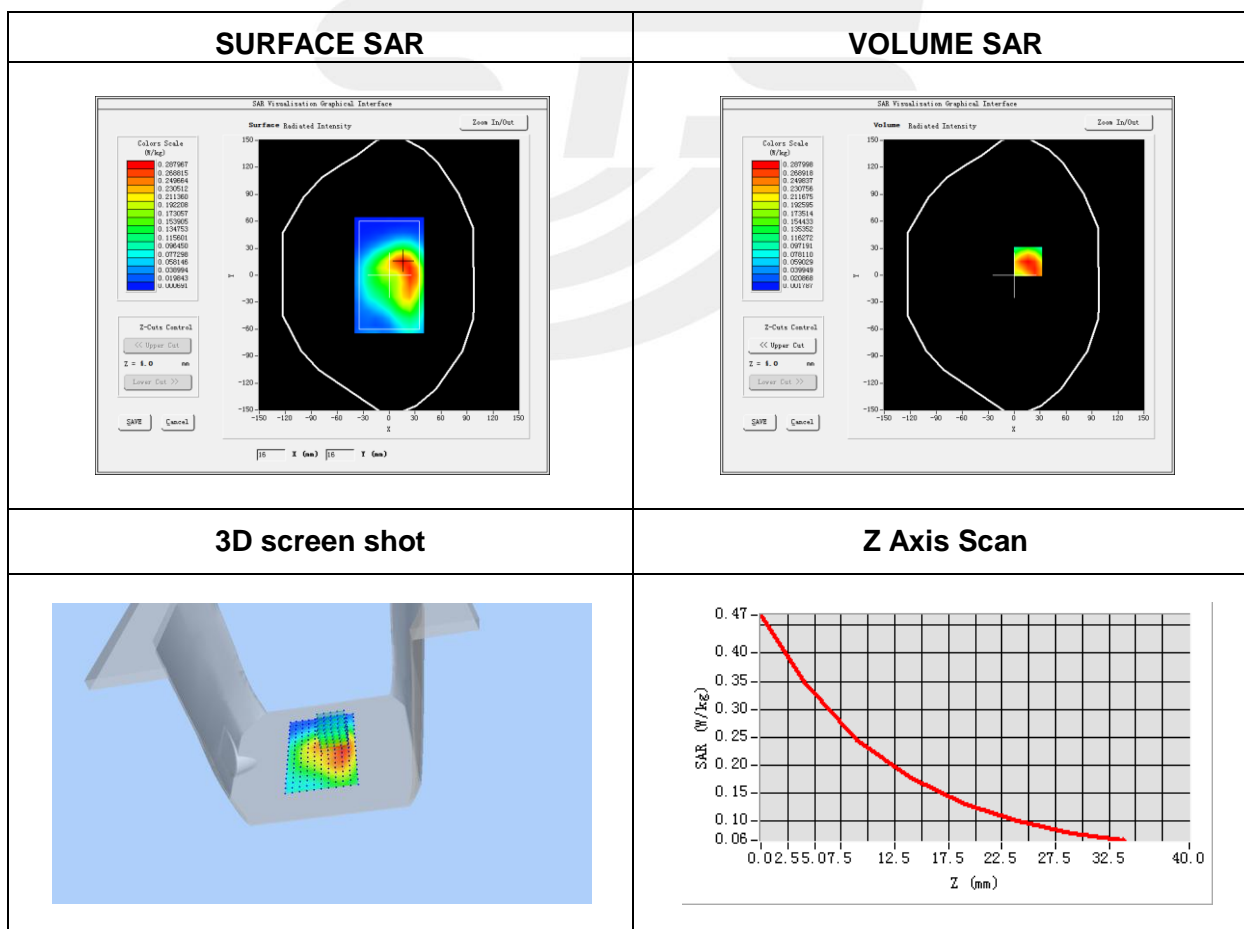 SURFACE SAR
VOLUME SAR
SAR Visualisation Graphical Interface
Surface Radiated Intensity
Zoom In/Out
Colors Scale
(W/kg)
0.287967
0.268815
0.249664
0.230512
0.211360
0.192208
0.173057
0.153905
0.134753
0.115601
0.096450
0.077298
0.058146
0.038994
0.019843
0.000691
Z-Cuts Control
<< Upper Cut
mm
Lower Cut >>
SAVE Cancel
150
120
90
60
30
0
-30
-60
-90
-120
-150
Y
-150 -120 -90 -60 -30 0 30 60 90 120 150
X
16 X (mm) 16 Y (mm)
SAR Visualisation Graphical Interface
Volume Radiated Intensity
Zoom In/Out
Colors Scale
(W/kg)
0.287998
0.268918
0.249837
0.230756
0.211675
0.192595
0.173514
0.154433
0.135352
0.116272
0.097191
0.078110
0.059029
0.039949
0.020868
0.001787
Z-Cuts Control
<< Upper Cut
mm
Lower Cut >>
SAVE Cancel
150
120
90
60
30
0
-30
-60
-90
-120
-150
Y
-150 -120 -90 -60 -30 0 30 60 90 120 150
X
3D screen shot
Z Axis Scan
0.47
0.40
0.35
0.30
0.25
0.20
0.15
0.10
0.06
SAR (W/kg)
0.0 2.5 5.0 7.5 12.5 17.5 22.5 27.5 32.5 40.0
Z (mm)